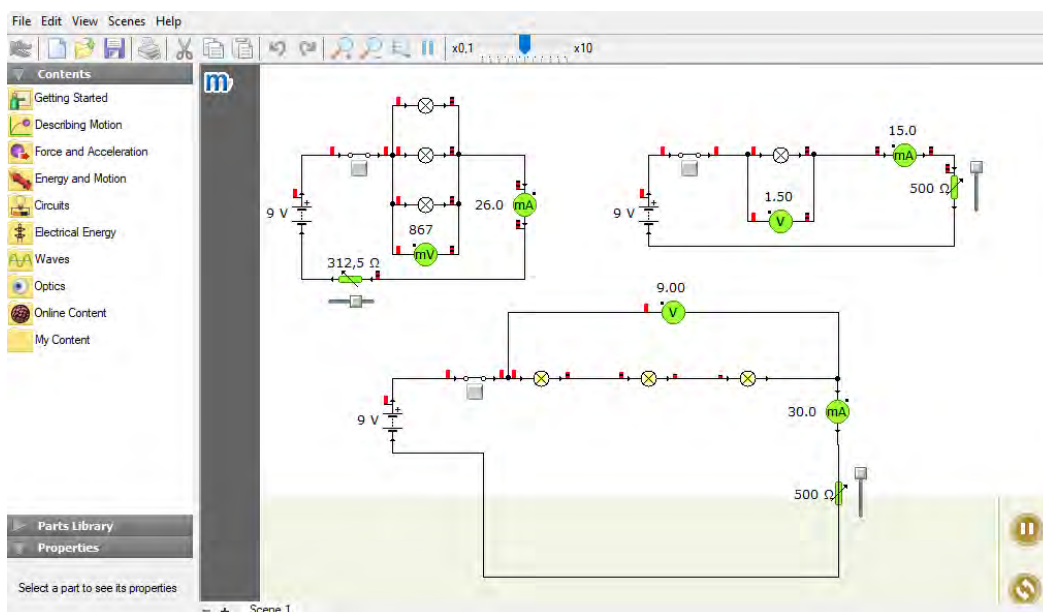 File Edit View Scenes Help
x0,1 x10
Contents
Getting Started
Describing Motion
Force and Acceleration
Energy and Motion
Circuits
Electrical Energy
Waves
Optics
Online Content
My Content
Parts Library
Properties
Select a part to see its properties
m
9 V
26.0 mA
867
mV
312,5 Ω
15.0
mA
500 Ω
1.50
V
9 V
9.00
V
9 V
30.0 mA
500 Ω
- + Scene 1